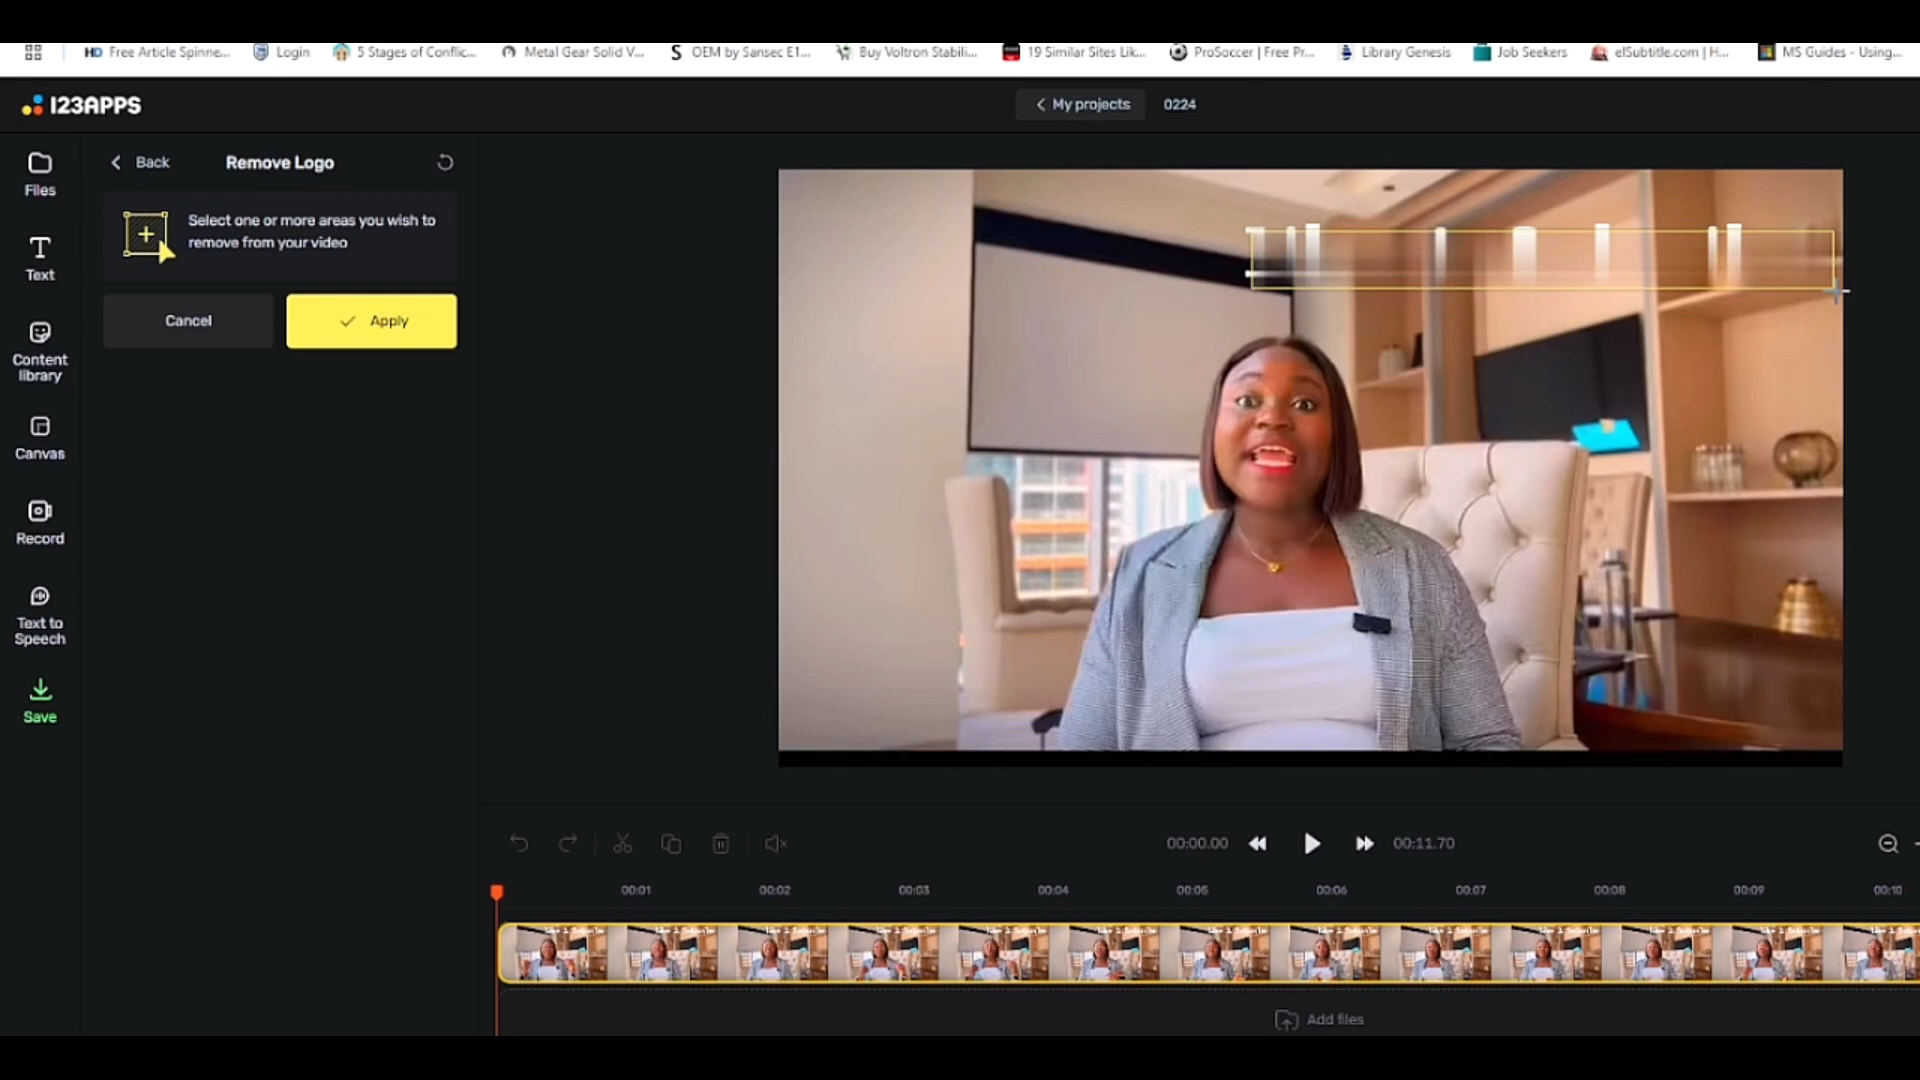 HD Free Article Spinne...
Login
5 Stages of Conflic...
Metal Gear Solid V...
OEM by Sansec E1...
Buy Voltron Stabili...
19 Similar Sites Lik...
ProSoccer | Free Pr...
Library Genesis
Job Seekers
elSubtitle.com | H...
MS Guides - Using...
123APPS
My projects
0224
Files
Text
Content
library
Canvas
Record
Text to
Speech
Save
Back
Remove Logo
Select one or more areas you wish to
remove from your video
Cancel
Apply
00:00.00
00:11.70
00:01
00:02
00:03
00:04
00:05
00:06
00:07
00:08
00:09
00:10
Add files